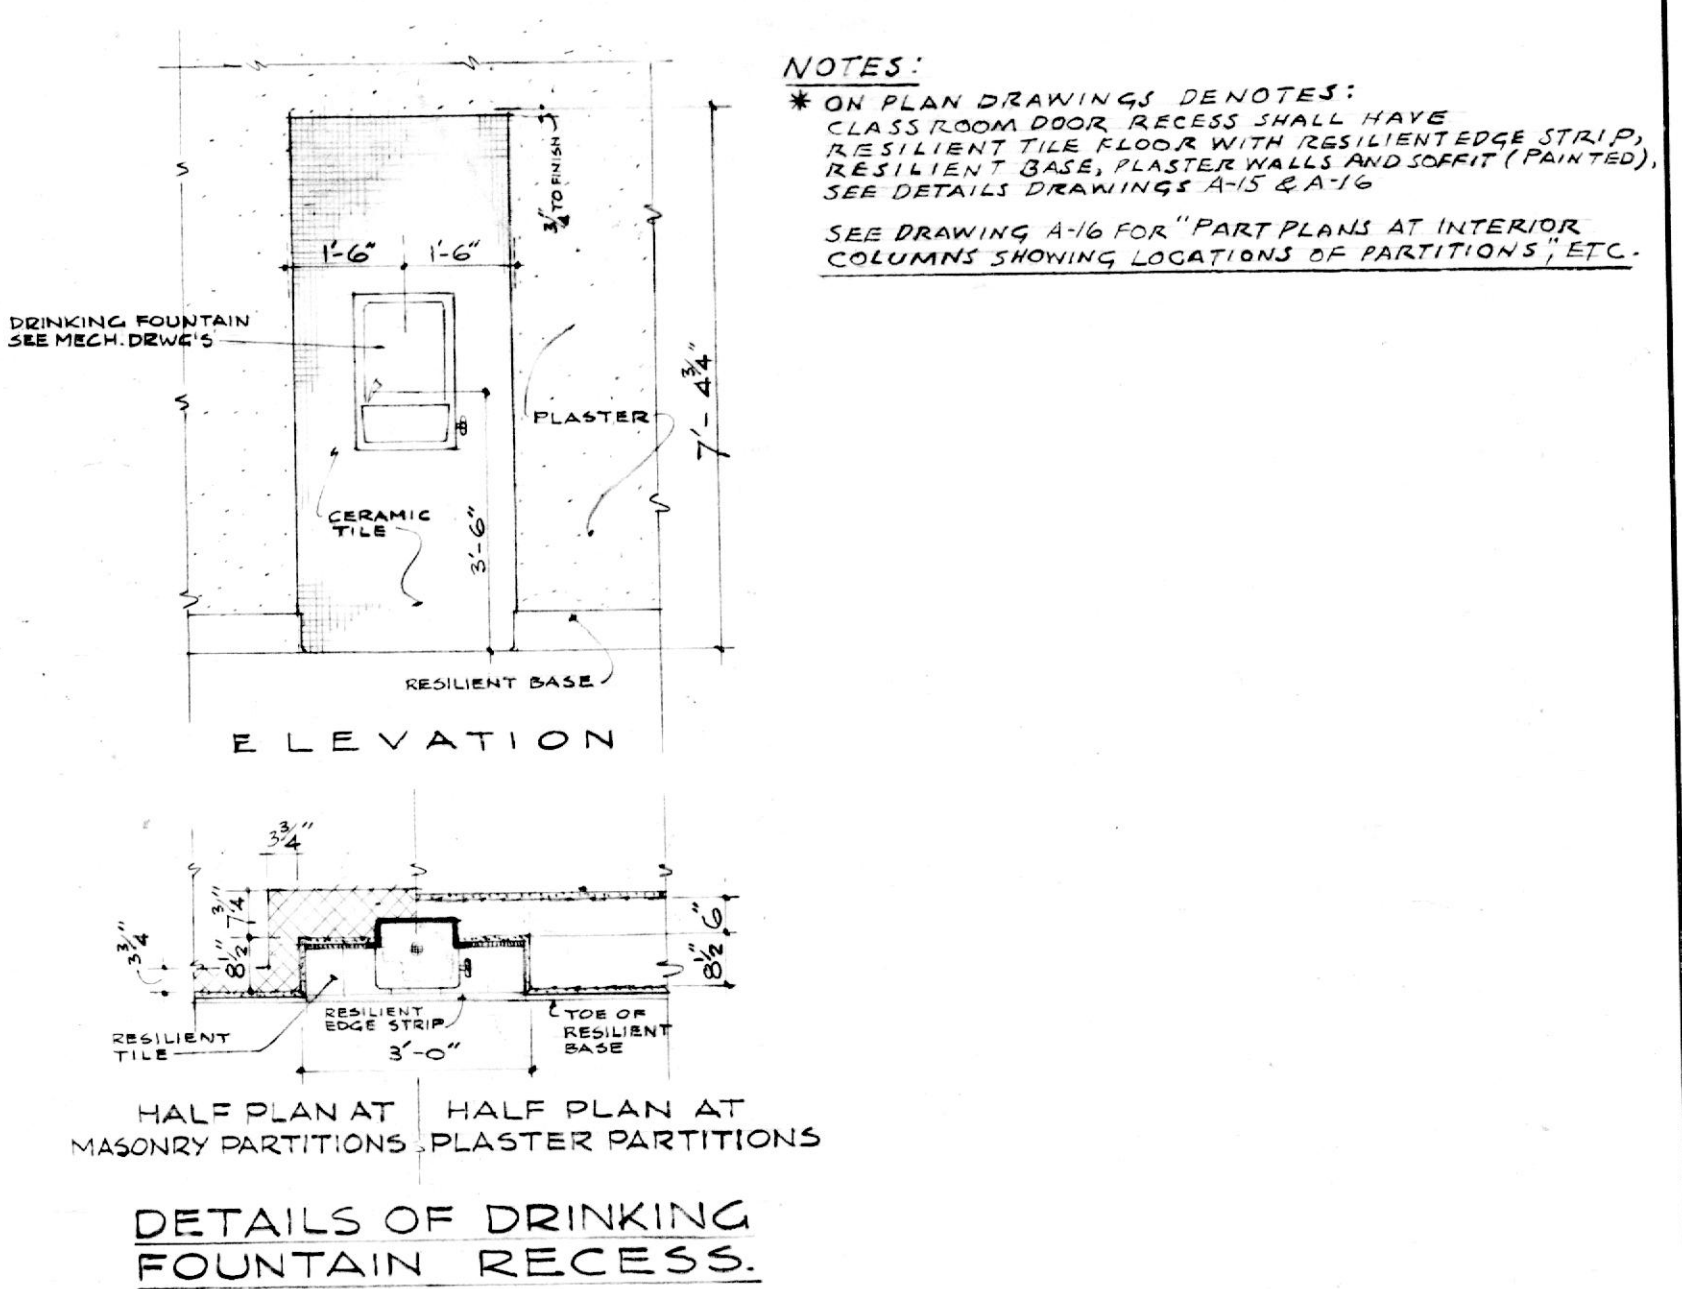 NOTES:
* ON PLAN DRAWINGS DENOTES:
CLASSROOM DOOR RECESS SHALL HAVE
RESILIENT TILE FLOOR WITH RESILIENT EDGE STRIP,
RESILIENT BASE, PLASTER WALLS AND SOFFIT (PAINTED),
SEE DETAILS DRAWINGS A-15 & A-16
SEE DRAWING A-16 FOR "PART PLANS AT INTERIOR
COLUMNS SHOWING LOCATIONS OF PARTITIONS", ETC.
3/4" TO FINISH
1'-6" 1'-6"
DRINKING FOUNTAIN
SEE MECH. DRWG'S
7'-4 3/4"
PLASTER
CERAMIC
TILE
3'-6"
RESILIENT BASE
ELEVATION
3 3/4"
7 3/4"
8 1/2"
3 3/4"
6"
8 1/2"
RESILIENT
TILE
RESILIENT
EDGE STRIP
TOE OF
RESILIENT
BASE
3'-0"
HALF PLAN AT
MASONRY PARTITIONS
HALF PLAN AT
PLASTER PARTITIONS
DETAILS OF DRINKING
FOUNTAIN RECESS.